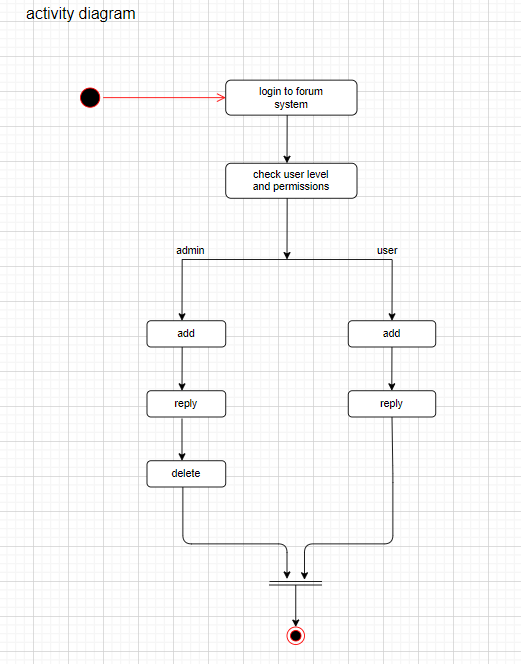 activity diagram
login to forum
system
check user level
and permissions
admin
user
add
add
reply
reply
delete